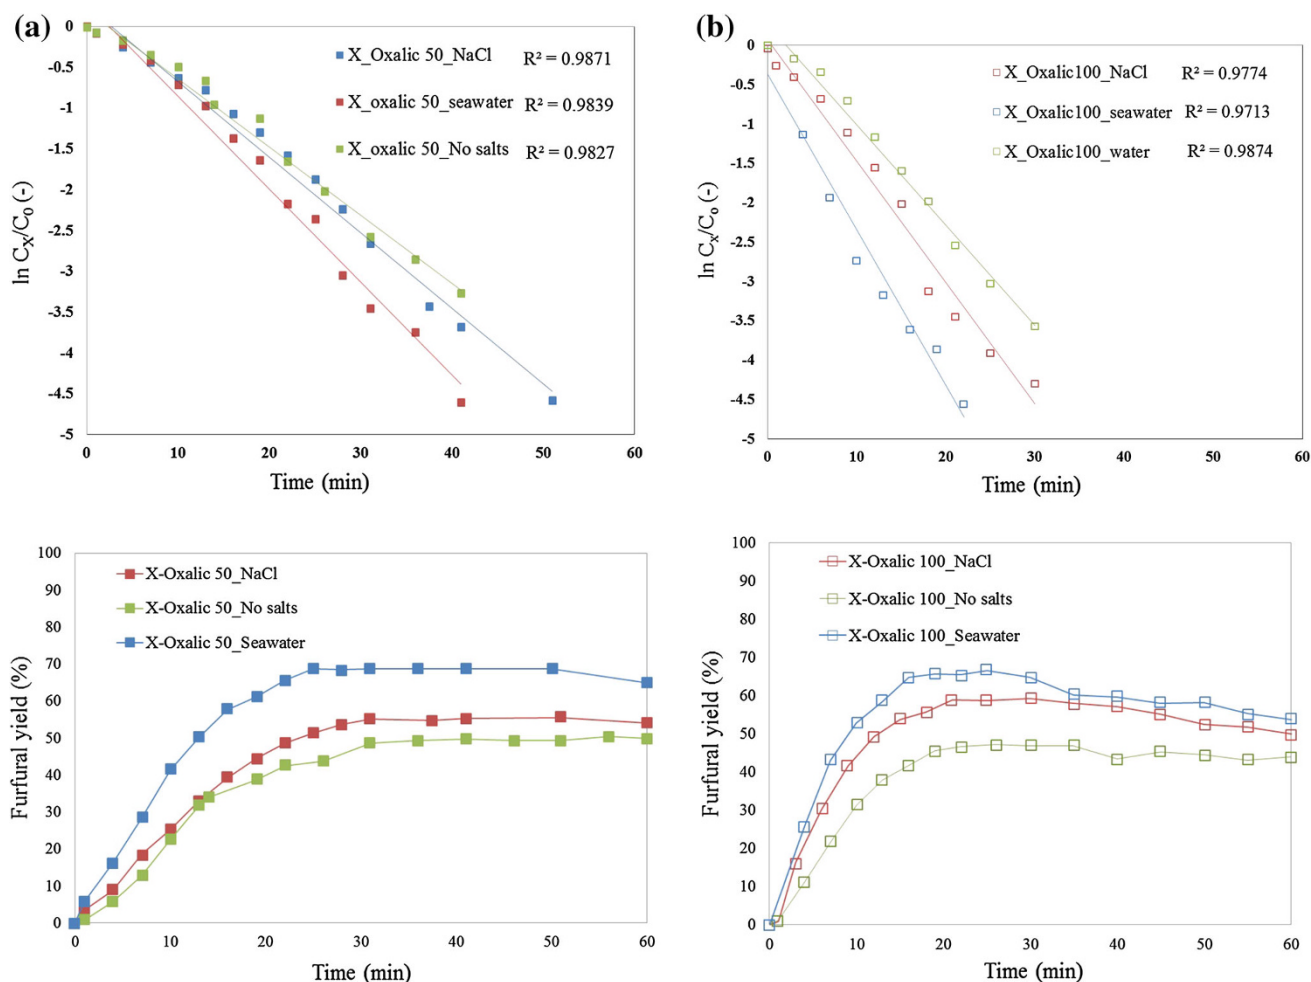 (a)
0
-0.5
-1
-1.5
-2
-2.5
-3
-3.5
-4
-4.5
-5
ln Cx/Co (-)
X_Oxalic 50_NaCl R² = 0.9871
X_oxalic 50_seawater R² = 0.9839
X_oxalic 50_No salts R² = 0.9827
0 10 20 30 40 50 60
Time (min)
(b)
0
-0.5
-1
-1.5
-2
-2.5
-3
-3.5
-4
-4.5
-5
ln Cx/Co (-)
X_Oxalic100_NaCl R² = 0.9774
X_Oxalic100_seawater R² = 0.9713
X_Oxalic100_water R² = 0.9874
0 10 20 30 40 50 60
Time (min)
100
90
80
70
60
50
40
30
20
10
0
Furfural yield (%)
X-Oxalic 50_NaCl
X-Oxalic 50_No salts
X-Oxalic 50_Seawater
0 10 20 30 40 50 60
Time (min)
100
90
80
70
60
50
40
30
20
10
0
Furfural yield (%)
X-Oxalic 100_NaCl
X-Oxalic 100_No salts
X-Oxalic 100_Seawater
0 10 20 30 40 50 60
Time (min)